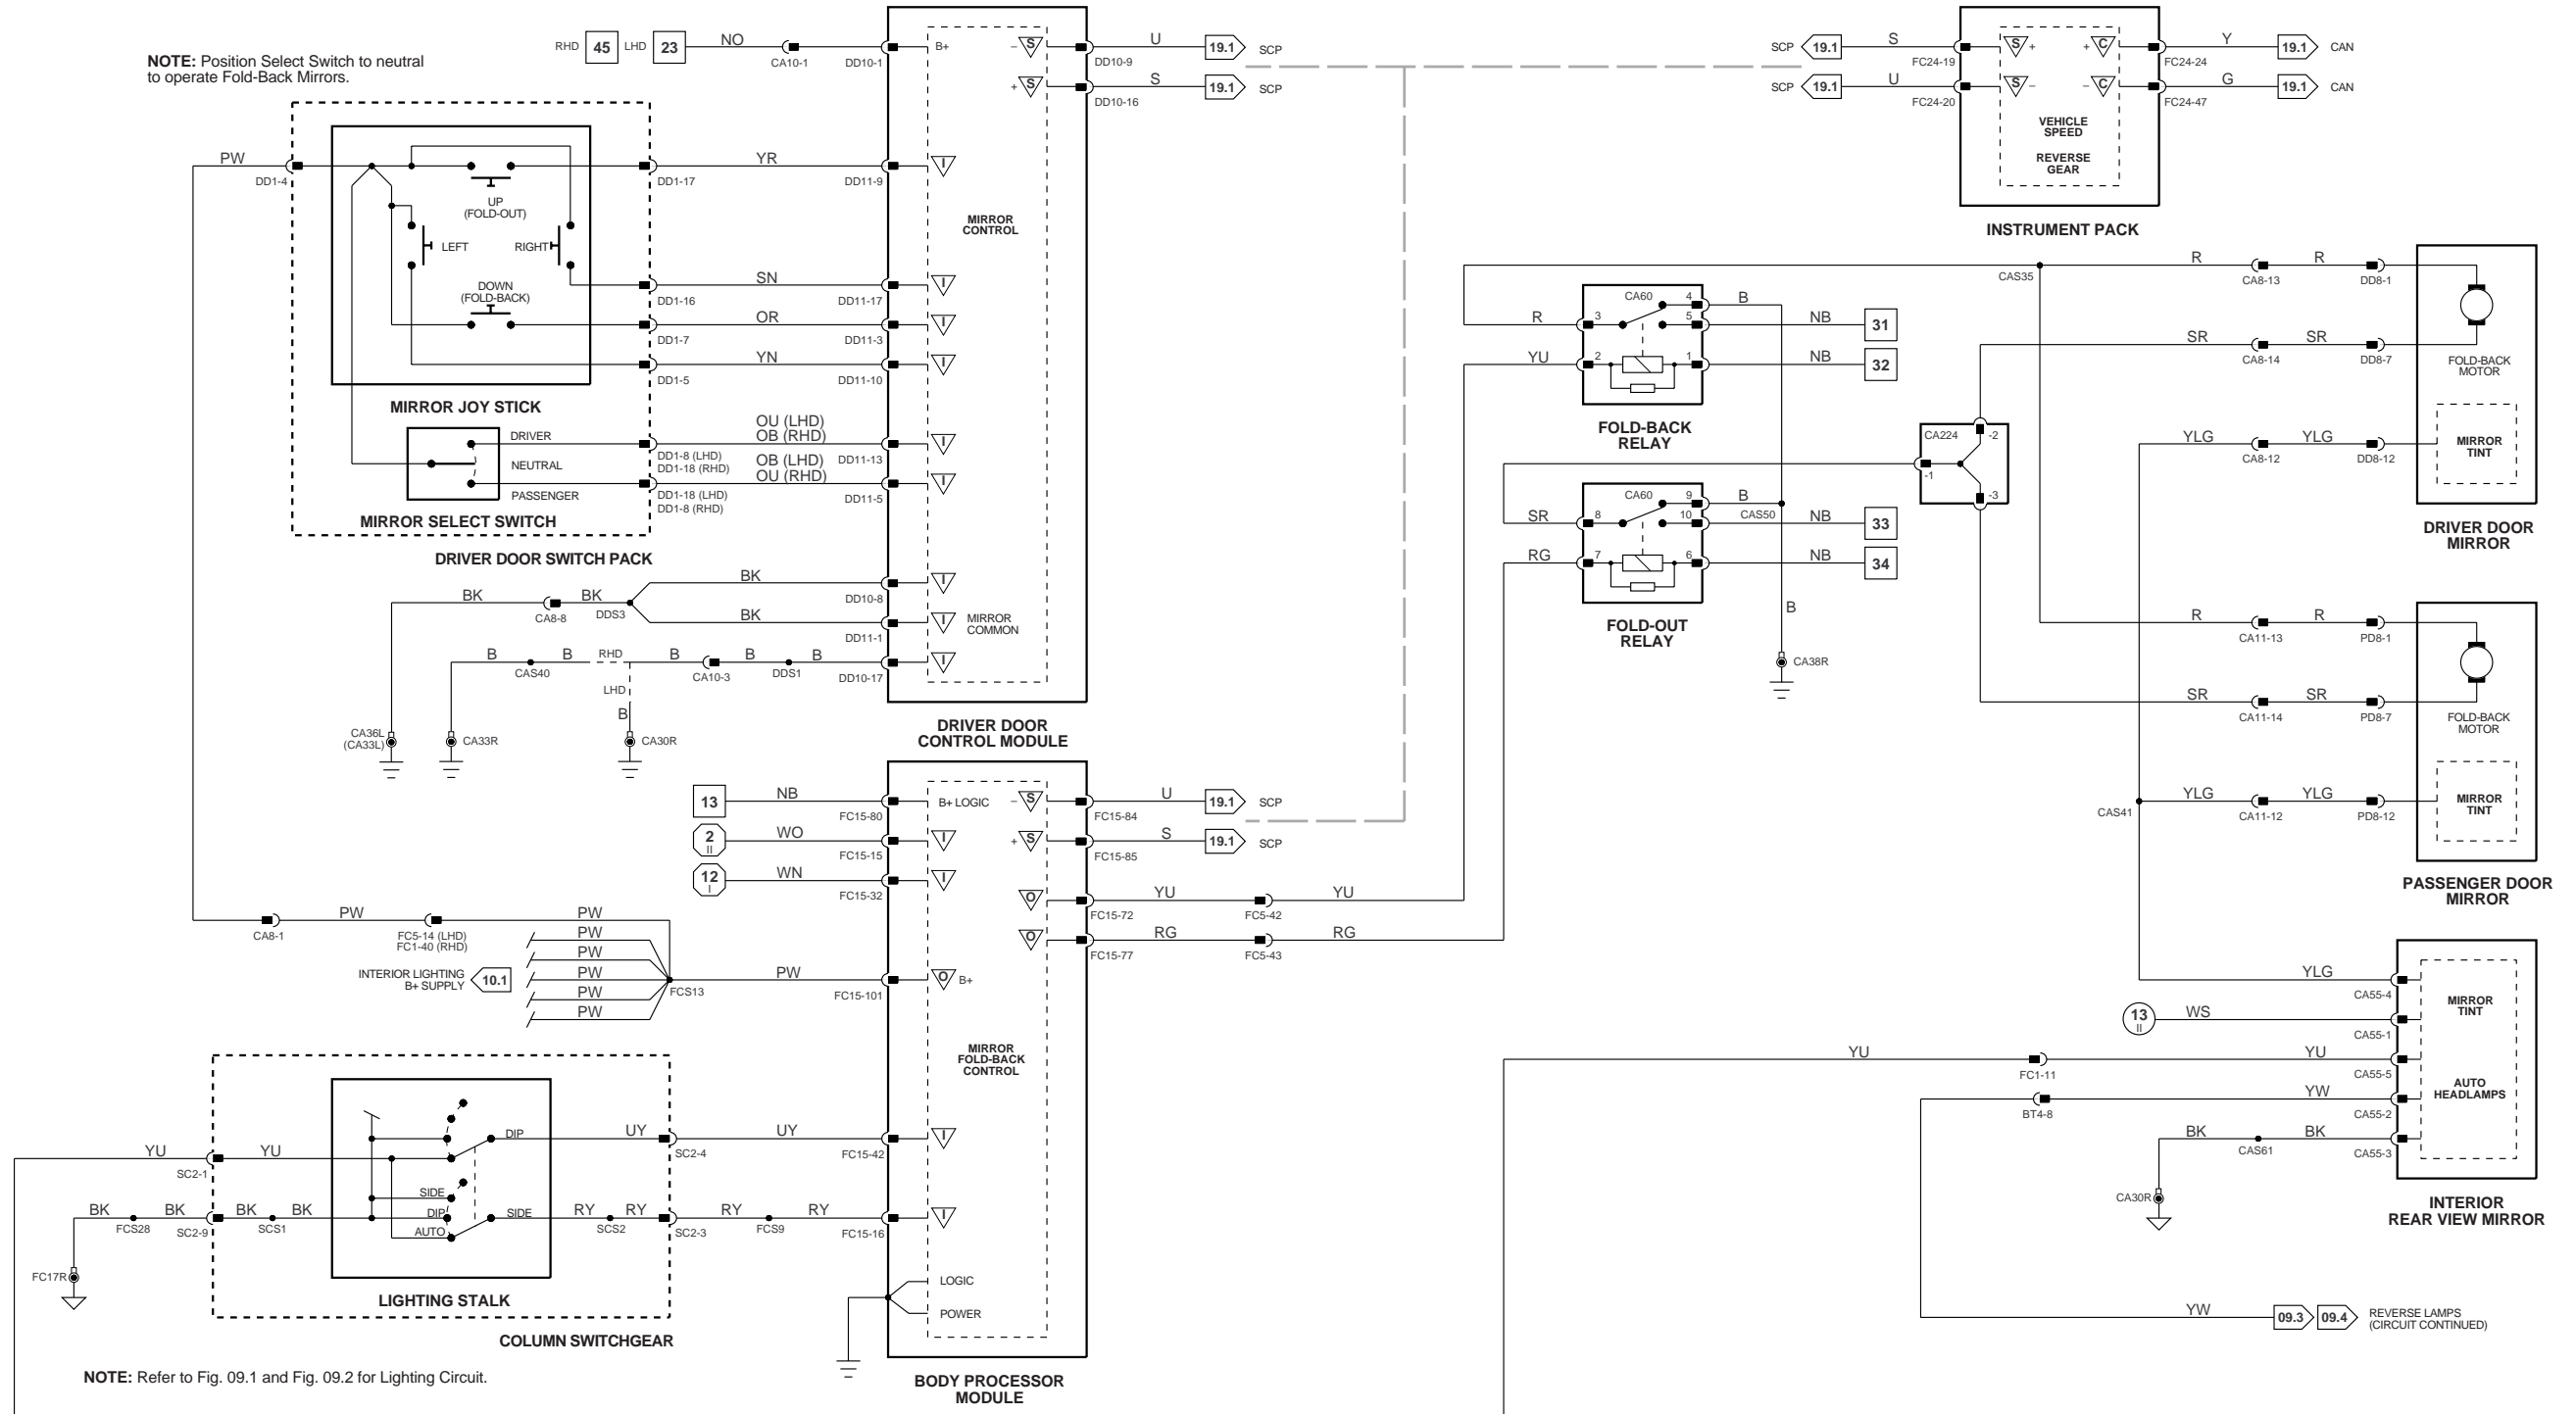 NOTE: Position Select Switch to neutral
to operate Fold-Back Mirrors.
RHD 45 LHD 23 NO
CA10-1
DD10-1
B+
– S
U
19.1 SCP
DD10-9
+ S
S
19.1 SCP
DD10-16
PW
DD1-4
UP
(FOLD-OUT)
LEFT
RIGHT
DOWN
(FOLD-BACK)
MIRROR JOY STICK
DD1-17
YR
DD11-9
I
DD1-16
SN
DD11-17
I
DD1-7
OR
DD11-3
I
DD1-5
YN
DD11-10
I
DRIVER
NEUTRAL
PASSENGER
MIRROR SELECT SWITCH
DRIVER DOOR SWITCH PACK
OU (LHD)
OB (RHD)
DD1-8 (LHD)
DD1-18 (RHD)
DD11-13
I
OB (LHD)
OU (RHD)
DD1-18 (LHD)
DD1-8 (RHD)
DD11-5
I
MIRROR
CONTROL
BK
CA8-8
BK
DDS3
BK
DD10-8
I
BK
DD11-1
I
MIRROR
COMMON
B
CAS40
B
RHD
B
CA10-3
B
DDS1
B
DD10-17
I
LHD
B
CA36L
(CA33L)
CA33R
CA30R
DRIVER DOOR
CONTROL MODULE
13
NB
FC15-80
B+ LOGIC
– S
U
19.1 SCP
FC15-84
2
II
WO
FC15-15
I
+ S
S
19.1 SCP
FC15-85
12
I
WN
FC15-32
I
O
YU
FC15-72
FC5-42
YU
O
RG
FC15-77
FC5-43
RG
CA8-1
PW
FC5-14 (LHD)
FC1-40 (RHD)
PW
PW
PW
PW
PW
PW
INTERIOR LIGHTING
B+ SUPPLY
10.1
FCS13
PW
FC15-101
O B+
MIRROR
FOLD-BACK
CONTROL
YU
SC2-1
YU
DIP
UY
SC2-4
UY
FC15-42
I
BK
FCS28
BK
SC2-9
BK
SCS1
BK
SIDE
DIP
AUTO
SIDE
RY
SCS2
RY
SC2-3
RY
FCS9
RY
FC15-16
I
FC17R
LIGHTING STALK
COLUMN SWITCHGEAR
LOGIC
POWER
BODY PROCESSOR
MODULE
NOTE: Refer to Fig. 09.1 and Fig. 09.2 for Lighting Circuit.
SCP 19.1
S
FC24-19
S +
+ C
Y
FC24-24
19.1 CAN
SCP 19.1
U
FC24-20
S –
– C
G
FC24-47
19.1 CAN
VEHICLE
SPEED
REVERSE
GEAR
INSTRUMENT PACK
R
YU
CA60
3
4
5
2
1
B
NB
31
NB
32
FOLD-BACK
RELAY
SR
RG
CA60
8
9
10
7
6
B
CAS50
NB
33
NB
34
FOLD-OUT
RELAY
B
CA38R
CAS35
CA224
-1
-2
-3
R
CA8-13
R
DD8-1
SR
CA8-14
SR
DD8-7
FOLD-BACK
MOTOR
YLG
CA8-12
YLG
DD8-12
MIRROR
TINT
DRIVER DOOR
MIRROR
R
CA11-13
R
PD8-1
SR
CA11-14
SR
PD8-7
FOLD-BACK
MOTOR
CAS41
YLG
CA11-12
YLG
PD8-12
MIRROR
TINT
PASSENGER DOOR
MIRROR
YLG
CA55-4
13
II
WS
CA55-1
MIRROR
TINT
YU
FC1-11
YU
CA55-5
BT4-8
YW
CA55-2
AUTO
HEADLAMPS
BK
CAS61
BK
CA55-3
CA30R
INTERIOR
REAR VIEW MIRROR
YW
09.3 09.4
REVERSE LAMPS
(CIRCUIT CONTINUED)